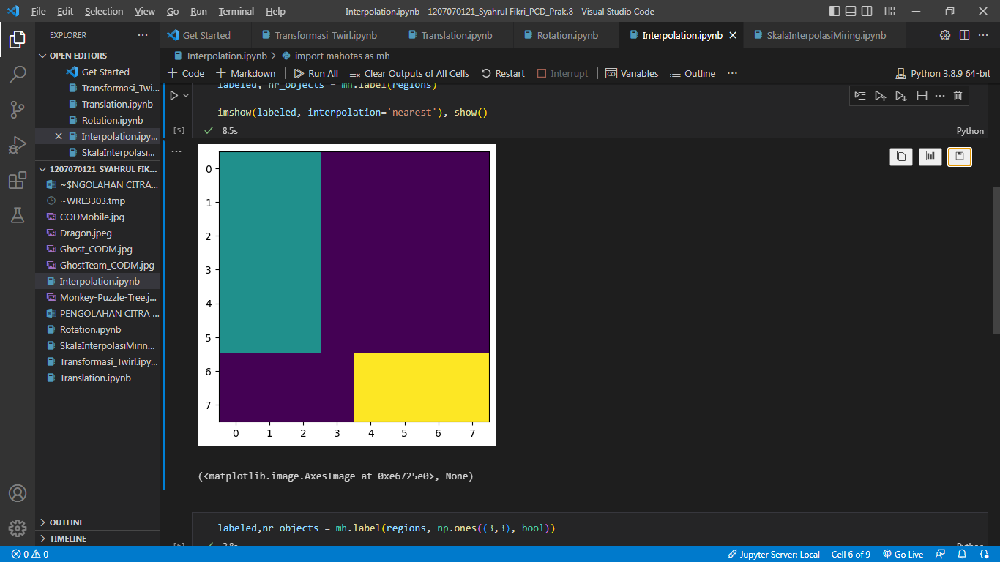 File Edit Selection View Go Run Terminal Help
Interpolation.ipynb - 1207070121_Syahrul Fikri_PCD_Prak.8 - Visual Studio Code
EXPLORER
OPEN EDITORS
Get Started
Transformasi_Twi...
Translation.ipynb
Rotation.ipynb
Interpolation.ipy...
SkalaInterpolasi...
1207070121_SYAHRUL FIK...
~$NGOLAHAN CITRA...
~WRL3303.tmp
CODMobile.jpg
Dragon.jpeg
Ghost_CODM.jpg
GhostTeam_CODM.jpg
Interpolation.ipynb
Monkey-Puzzle-Tree.j...
PENGOLAHAN CITRA ...
Rotation.ipynb
SkalaInterpolasiMirin...
Transformasi_Twirl.ipy...
Translation.ipynb
OUTLINE
TIMELINE
Get Started Transformasi_Twirl.ipynb Translation.ipynb Rotation.ipynb Interpolation.ipynb SkalaInterpolasiMiring.ipynb
Interpolation.ipynb > import mahotas as mh
Code Markdown Run All Clear Outputs of All Cells Restart Interrupt Variables Outline Python 3.8.9 64-bit
labeled, nr_objects = mh.label(regions)
imshow(labeled, interpolation='nearest'), show()
[5] 8.5s Python
0
1
2
3
4
5
6
7
0 1 2 3 4 5 6 7
(<matplotlib.image.AxesImage at 0xe6725e0>, None)
labeled,nr_objects = mh.label(regions, np.ones((3,3), bool))
[6] 2.8s Python
0 0 Jupyter Server: Local Cell 6 of 9 Go Live